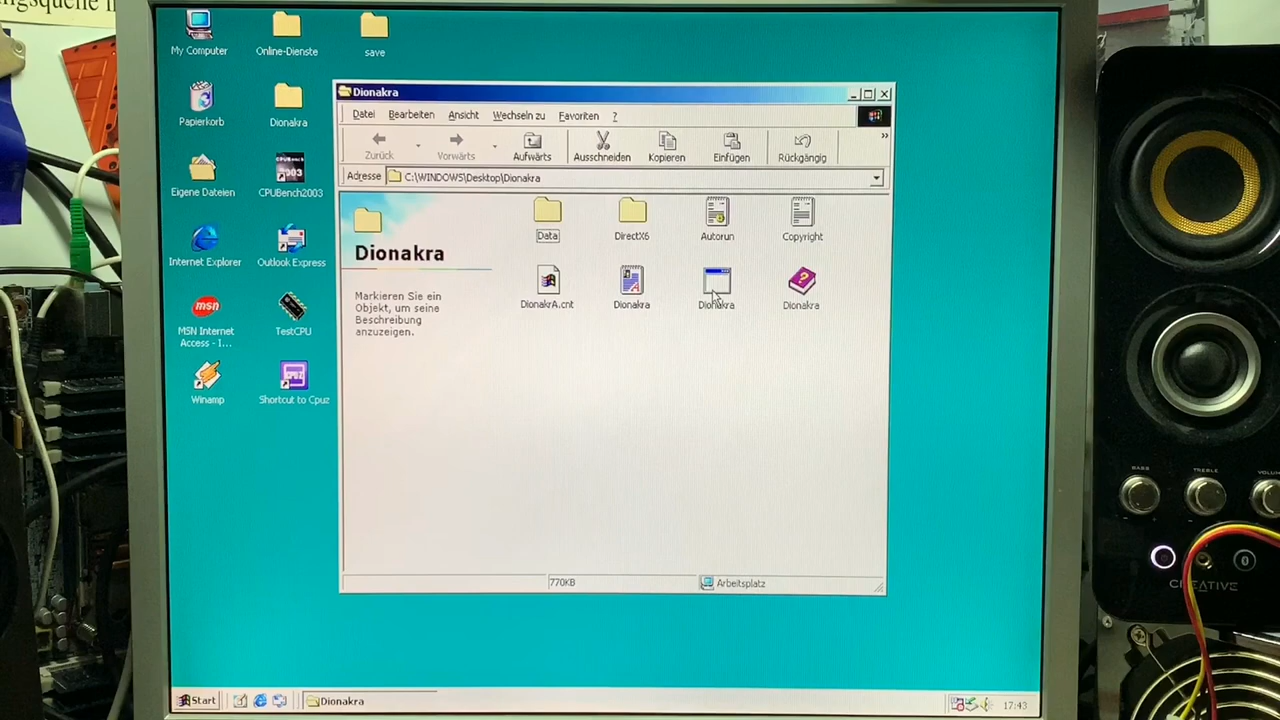 My Computer
Online-Dienste
save
Papierkorb
Dionakra
Eigene Dateien
CPUBench2003
Internet Explorer
Outlook Express
msn
MSN Internet
Access - I...
TestCPU
Winamp
Shortcut to Cpuz
Dionakra
Datei Bearbeiten Ansicht Wechseln zu Favoriten ?
Zurück Vorwärts Aufwärts Ausschneiden Kopieren Einfügen Rückgängig »
Adresse C:\WINDOWS\Desktop\Dionakra
Dionakra
Markieren Sie ein
Objekt, um seine
Beschreibung
anzuzeigen.
Data DirectX6 Autorun Copyright
DionakrA.cnt Dionakra Dionakra Dionakra
770KB Arbeitsplatz
Start Dionakra 17:43
BASS TREBLE
CREATIVE